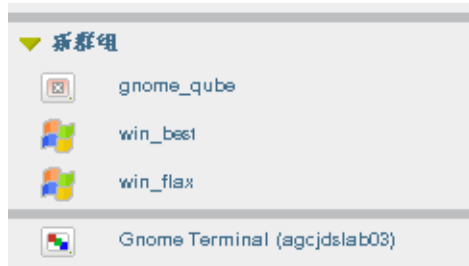 新群组
gnome_qube
win_best
win_flax
Gnome Terminal (agcjdslab03)